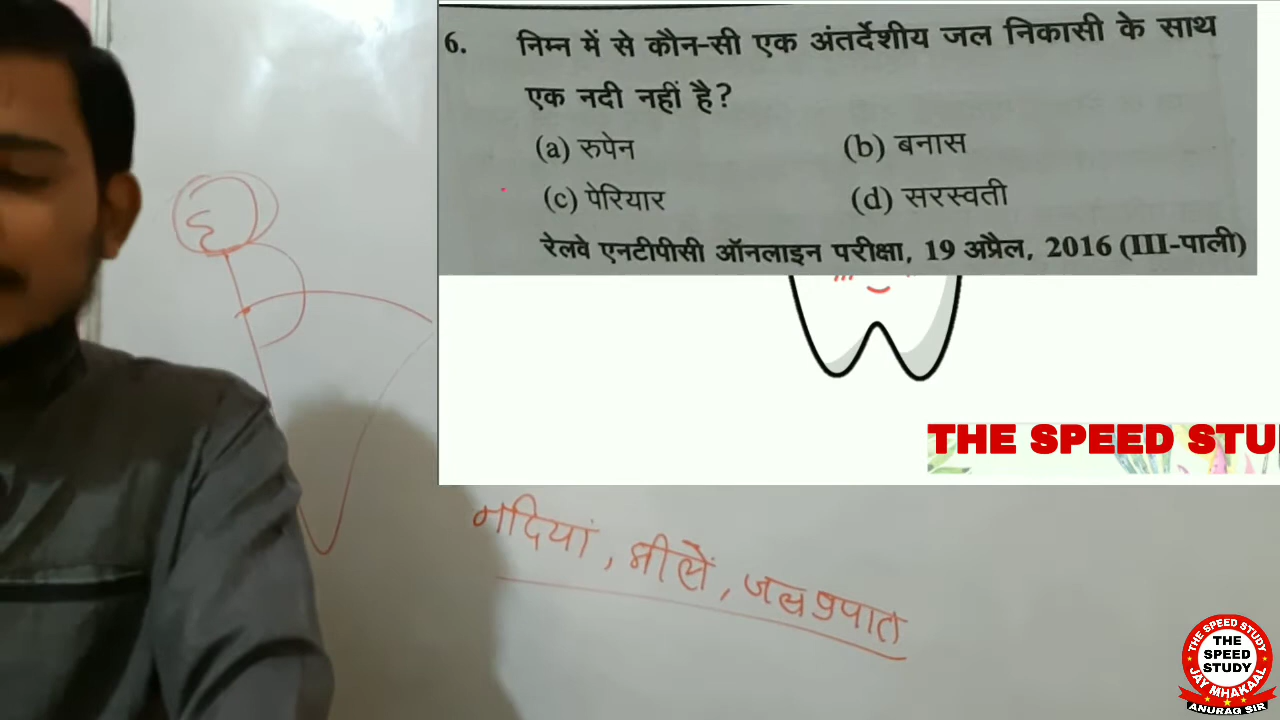 6. निम्न में से कौन-सी एक अंतर्देशीय जल निकासी के साथ
एक नदी नहीं है?
(a) रुपेन (b) बनास
(c) पेरियार (d) सरस्वती
रेलवे एनटीपीसी ऑनलाइन परीक्षा, 19 अप्रैल, 2016 (III-पाली)
THE SPEED STU
नदियां, झीलें, जलप्रपात
THE SPEED STUDY
THE
SPEED
STUDY
JAY MHAKAAL
ANURAG SIR